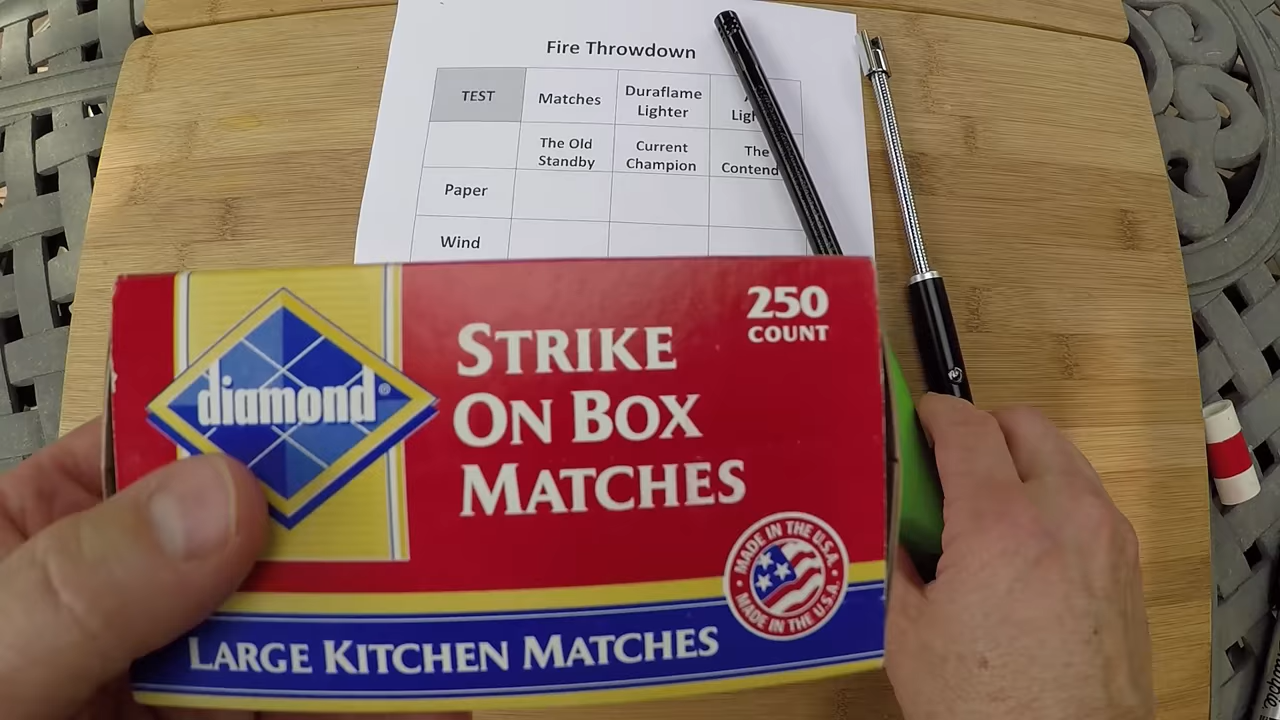 Fire Throwdown
TEST
Matches
Duraflame
Lighter
The Old
Standby
Current
Champion
The
Paper
Wind
250
COUNT
diamond®
STRIKE
ON BOX
MATCHES
MADE IN THE U.S.A.
MADE IN THE U.S.A.
LARGE KITCHEN MATCHES